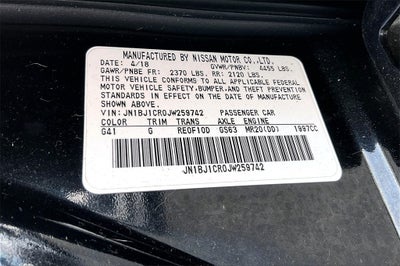 MANUFACTURED BY NISSAN MOTOR CO.,LTD.
4/18 GVWR/PNBV: 4455 LBS.
GAWR/PNBE FR: 2370 LBS. RR: 2120 LBS.
THIS VEHICLE CONFORMS TO ALL APPLICABLE FEDERAL
MOTOR VEHICLE SAFETY,BUMPER,AND THEFT PREVENTION
STANDARDS IN EFFECT ON THE DATE OF MANUFACTURE
SHOWN ABOVE.
VIN: JN1BJ1CR0JW259742 PASSENGER CAR
COLOR TRIM TRANS AXLE ENGINE
G41 G RE0F10D GS63 MR20(DD) 1997CC
JN1BJ1CR0JW259742